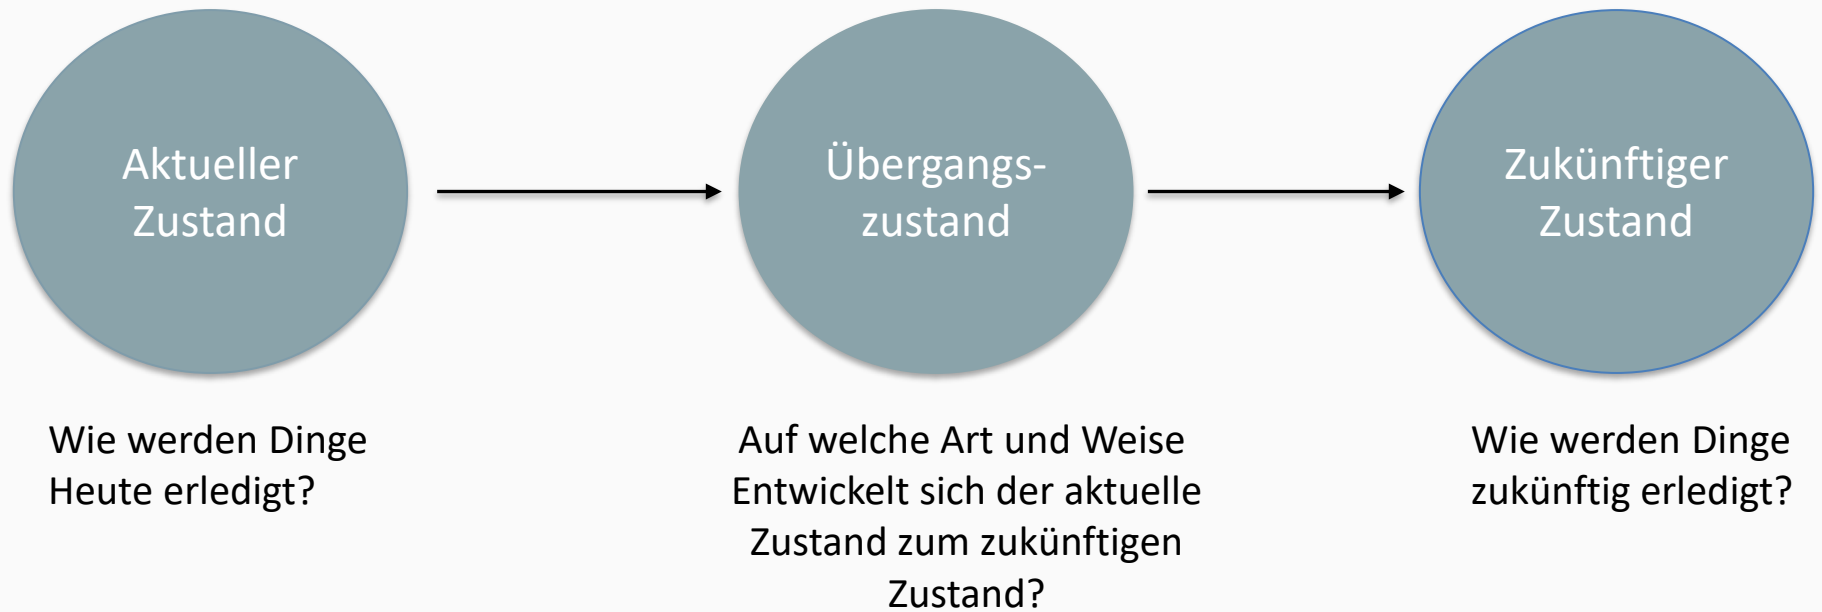 Aktueller
Zustand
Übergangs-
zustand
Zukünftiger
Zustand
Wie werden Dinge
Heute erledigt?
Auf welche Art und Weise
Entwickelt sich der aktuelle
Zustand zum zukünftigen
Zustand?
Wie werden Dinge
zukünftig erledigt?